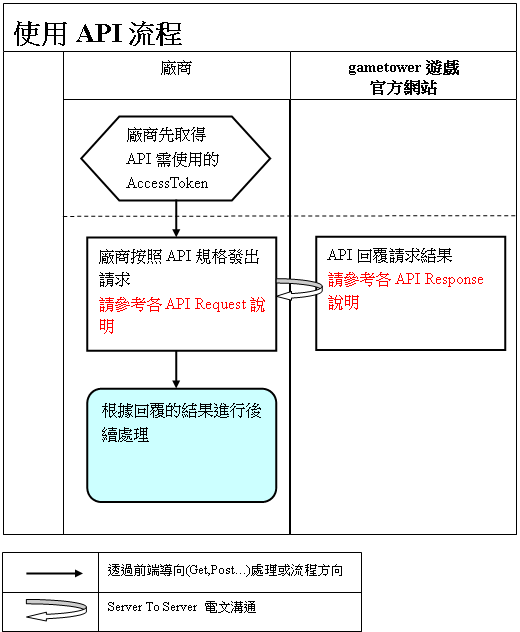 使用 API 流程
廠商
gametower 遊戲
官方網站
廠商先取得
API 需使用的
AccessToken
廠商按照 API 規格發出
請求
請參考各 API Request 說
明
API 回覆請求結果
請參考各 API Response
說明
根據回覆的結果進行後
續處理
透過前端導向(Get,Post…)處理或流程方向
Server To Server 電文溝通